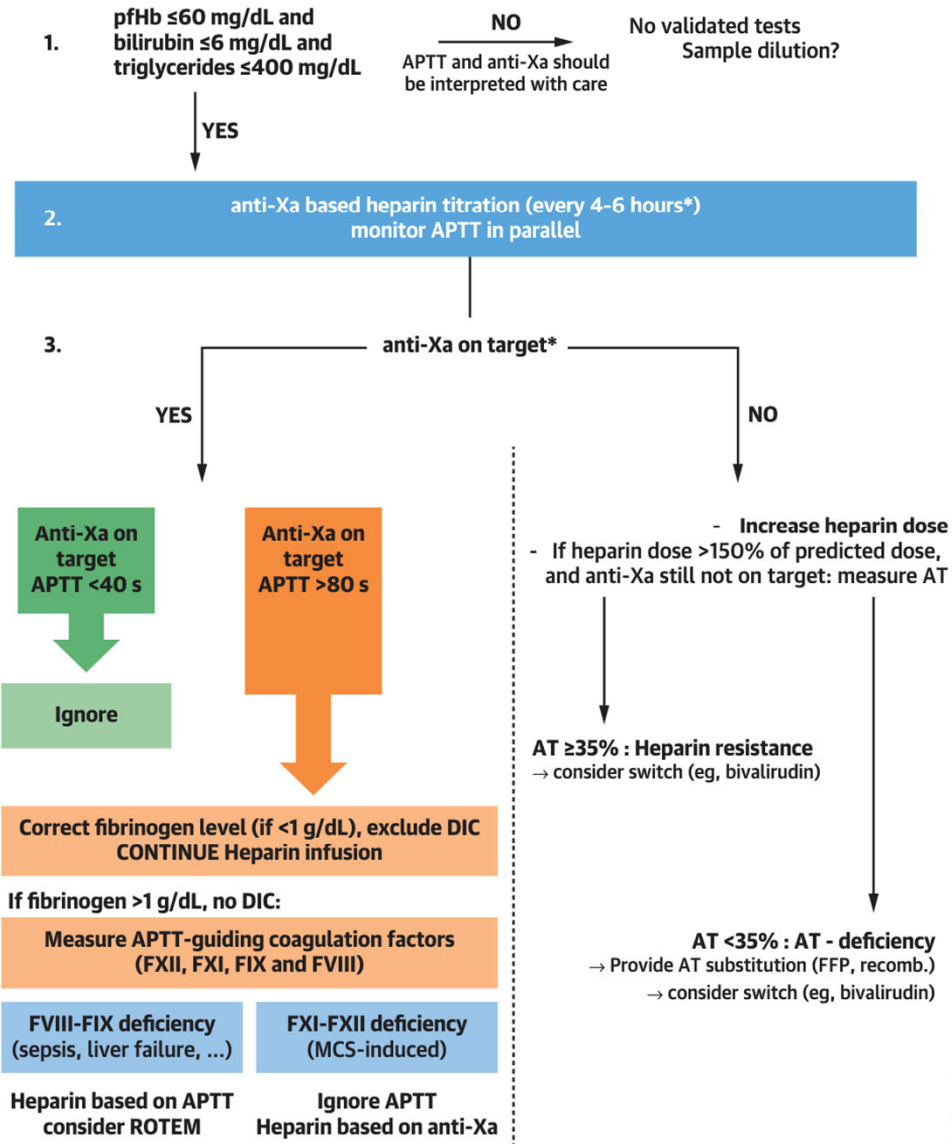 1.
pfHb ≤60 mg/dL and
bilirubin ≤6 mg/dL and
triglycerides ≤400 mg/dL
NO
APTT and anti-Xa should
be interpreted with care
No validated tests
Sample dilution?
YES
2.
anti-Xa based heparin titration (every 4-6 hours*)
monitor APTT in parallel
3.
anti-Xa on target*
YES
NO
Anti-Xa on
target
APTT <40 s
Ignore
Anti-Xa on
target
APTT >80 s
Correct fibrinogen level (if <1 g/dL), exclude DIC
CONTINUE Heparin infusion
If fibrinogen >1 g/dL, no DIC:
Measure APTT-guiding coagulation factors
(FXII, FXI, FIX and FVIII)
FVIII-FIX deficiency
(sepsis, liver failure, ...)
Heparin based on APTT
consider ROTEM
FXI-FXII deficiency
(MCS-induced)
Ignore APTT
Heparin based on anti-Xa
- Increase heparin dose
- If heparin dose >150% of predicted dose,
and anti-Xa still not on target: measure AT
AT ≥35% : Heparin resistance
→ consider switch (eg, bivalirudin)
AT <35% : AT - deficiency
→ Provide AT substitution (FFP, recomb.)
→ consider switch (eg, bivalirudin)